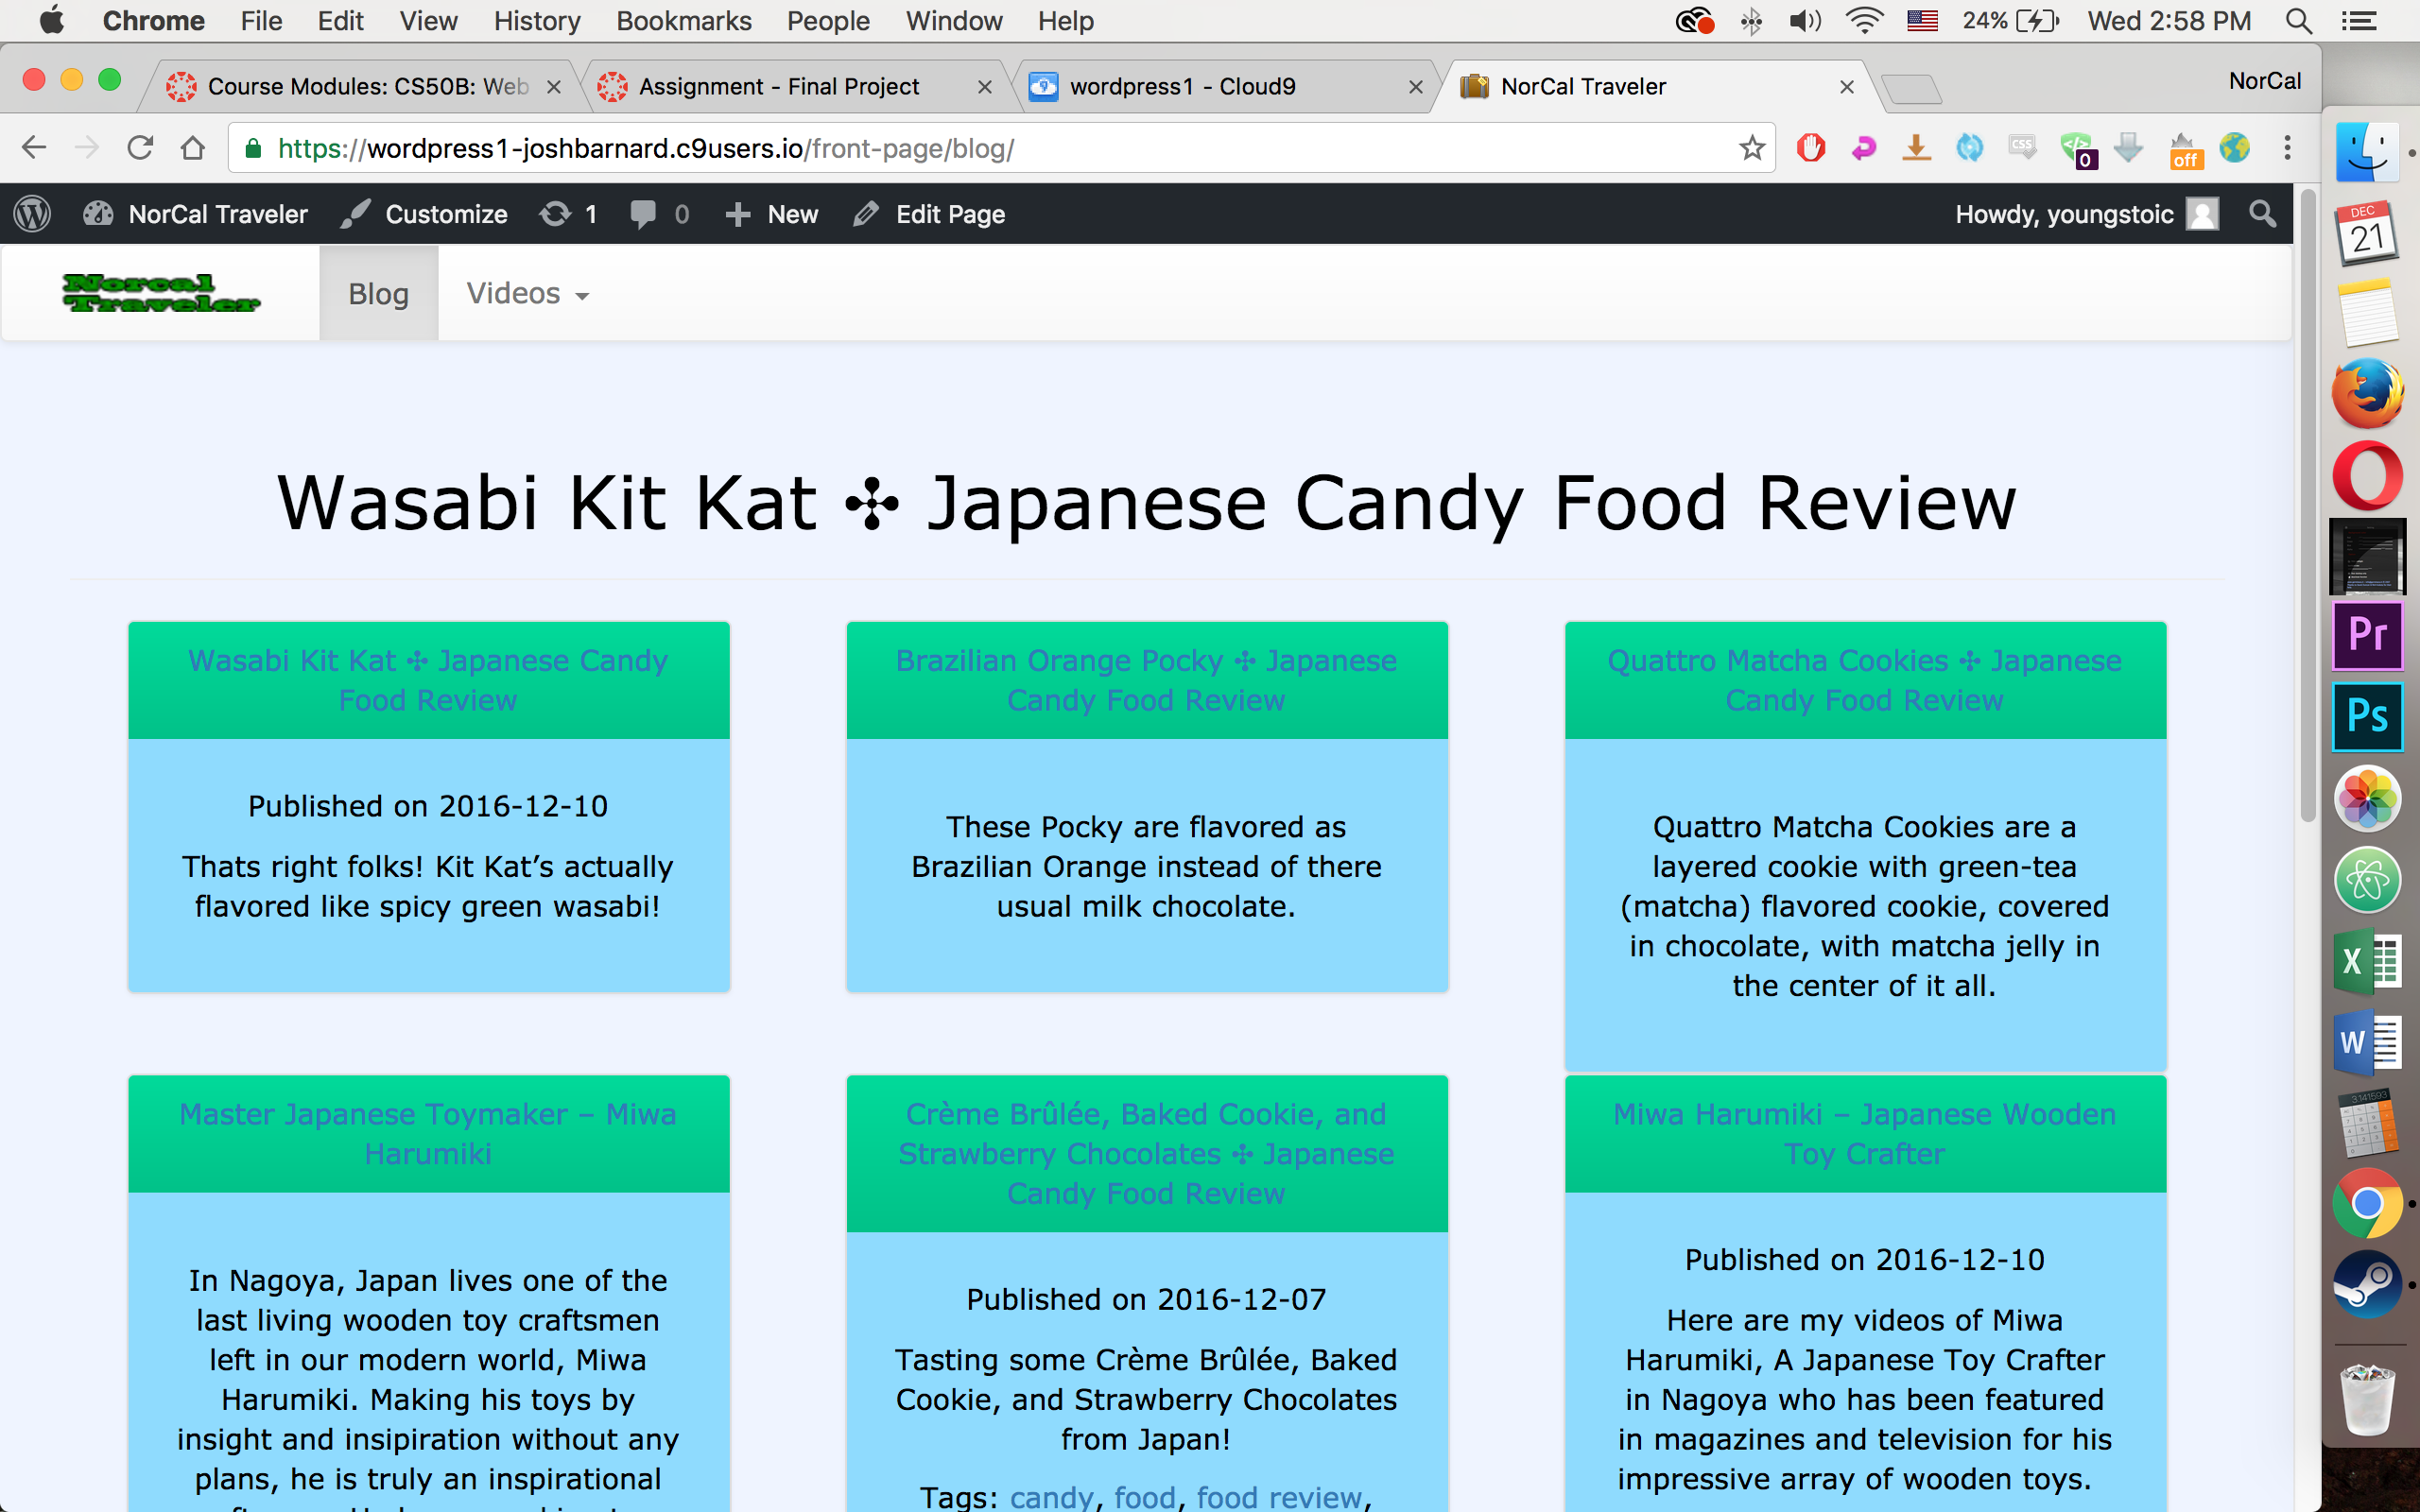 Chrome File Edit View History Bookmarks People Window Help 24% Wed 2:58 PM
Course Modules: CS50B: Web Assignment - Final Project wordpress1 - Cloud9 NorCal Traveler NorCal
https://wordpress1-joshbarnard.c9users.io/front-page/blog/
CSS 0 off
NorCal Traveler Customize 1 0 New Edit Page Howdy, youngstoic
Norcal
Traveler
Blog Videos
Wasabi Kit Kat ✣ Japanese Candy Food Review
Wasabi Kit Kat ✣ Japanese Candy
Food Review
Published on 2016-12-10
Thats right folks! Kit Kat’s actually
flavored like spicy green wasabi!
Brazilian Orange Pocky ✣ Japanese
Candy Food Review
These Pocky are flavored as
Brazilian Orange instead of there
usual milk chocolate.
Quattro Matcha Cookies ✣ Japanese
Candy Food Review
Quattro Matcha Cookies are a
layered cookie with green-tea
(matcha) flavored cookie, covered
in chocolate, with matcha jelly in
the center of it all.
Master Japanese Toymaker – Miwa
Harumiki
In Nagoya, Japan lives one of the
last living wooden toy craftsmen
left in our modern world, Miwa
Harumiki. Making his toys by
insight and insipiration without any
plans, he is truly an inspirational
Crème Brûlée, Baked Cookie, and
Strawberry Chocolates ✣ Japanese
Candy Food Review
Published on 2016-12-07
Tasting some Crème Brûlée, Baked
Cookie, and Strawberry Chocolates
from Japan!
Tags: candy, food, food review,
Miwa Harumiki – Japanese Wooden
Toy Crafter
Published on 2016-12-10
Here are my videos of Miwa
Harumiki, A Japanese Toy Crafter
in Nagoya who has been featured
in magazines and television for his
impressive array of wooden toys.
DEC
21
Pr
Ps
X
W
3.141593